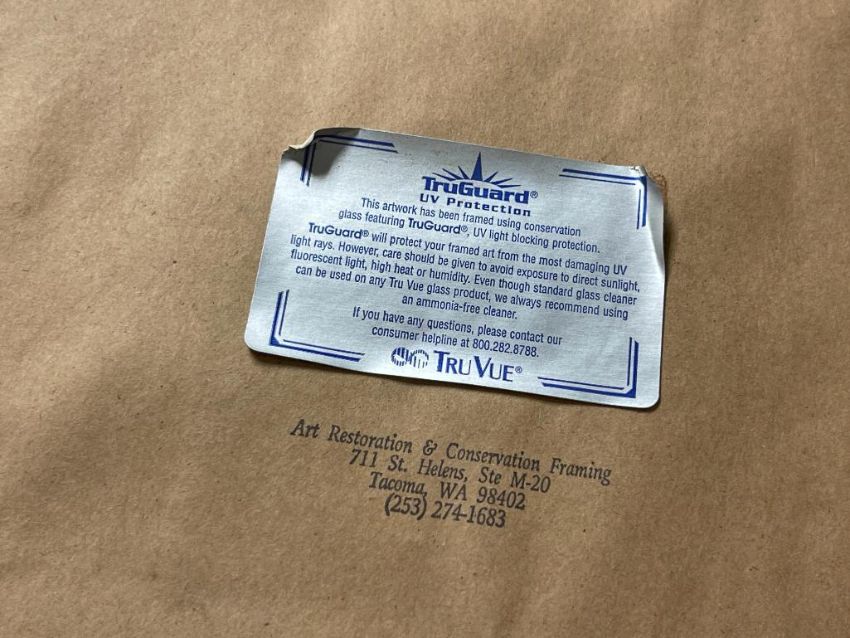 TruGuard®
UV Protection
This artwork has been framed using conservation
glass featuring TruGuard®, UV light blocking protection.
TruGuard® will protect your framed art from the most damaging UV
light rays. However, care should be given to avoid exposure to direct sunlight,
fluorescent light, high heat or humidity. Even though standard glass cleaner
can be used on any Tru Vue glass product, we always recommend using
an ammonia-free cleaner.
If you have any questions, please contact our
consumer helpline at 800.282.8788.
TRU VUE®
Art Restoration & Conservation Framing
711 St. Helens, Ste M-20
Tacoma, WA 98402
(253) 274-1683